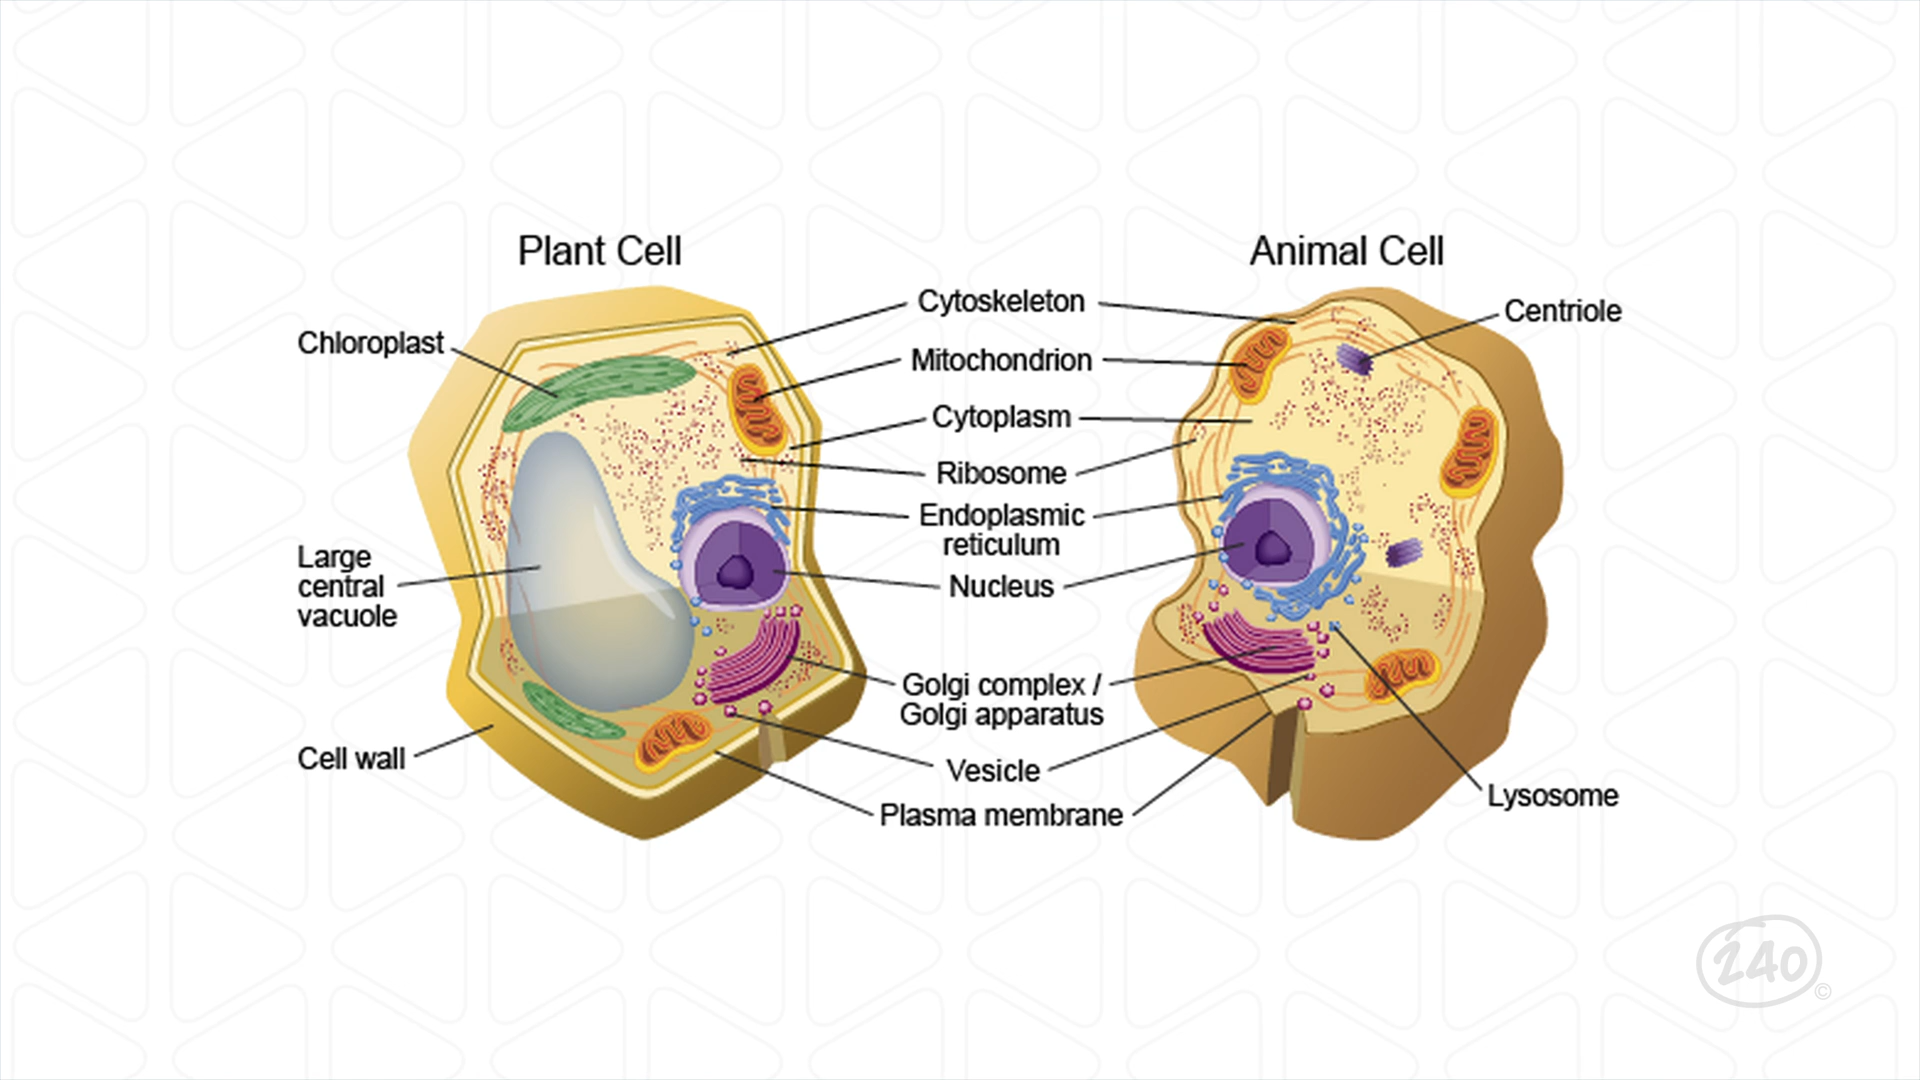 Plant Cell
Animal Cell
Chloroplast
Large
central
vacuole
Cell wall
Cytoskeleton
Mitochondrion
Cytoplasm
Ribosome
Endoplasmic
reticulum
Nucleus
Golgi complex /
Golgi apparatus
Vesicle
Plasma membrane
Centriole
Lysosome
240
©